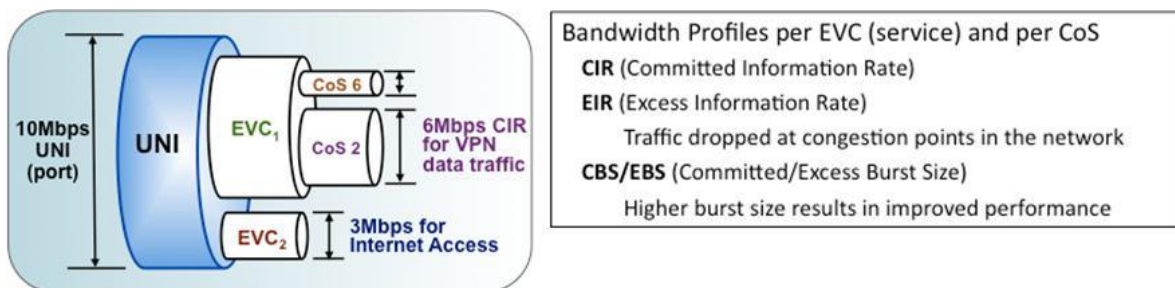 10Mbps
UNI
(port)
UNI
EVC1
CoS 6
CoS 2
6Mbps CIR
for VPN
data traffic
EVC2
3Mbps for
Internet Access
Bandwidth Profiles per EVC (service) and per CoS
CIR (Committed Information Rate)
EIR (Excess Information Rate)
Traffic dropped at congestion points in the network
CBS/EBS (Committed/Excess Burst Size)
Higher burst size results in improved performance